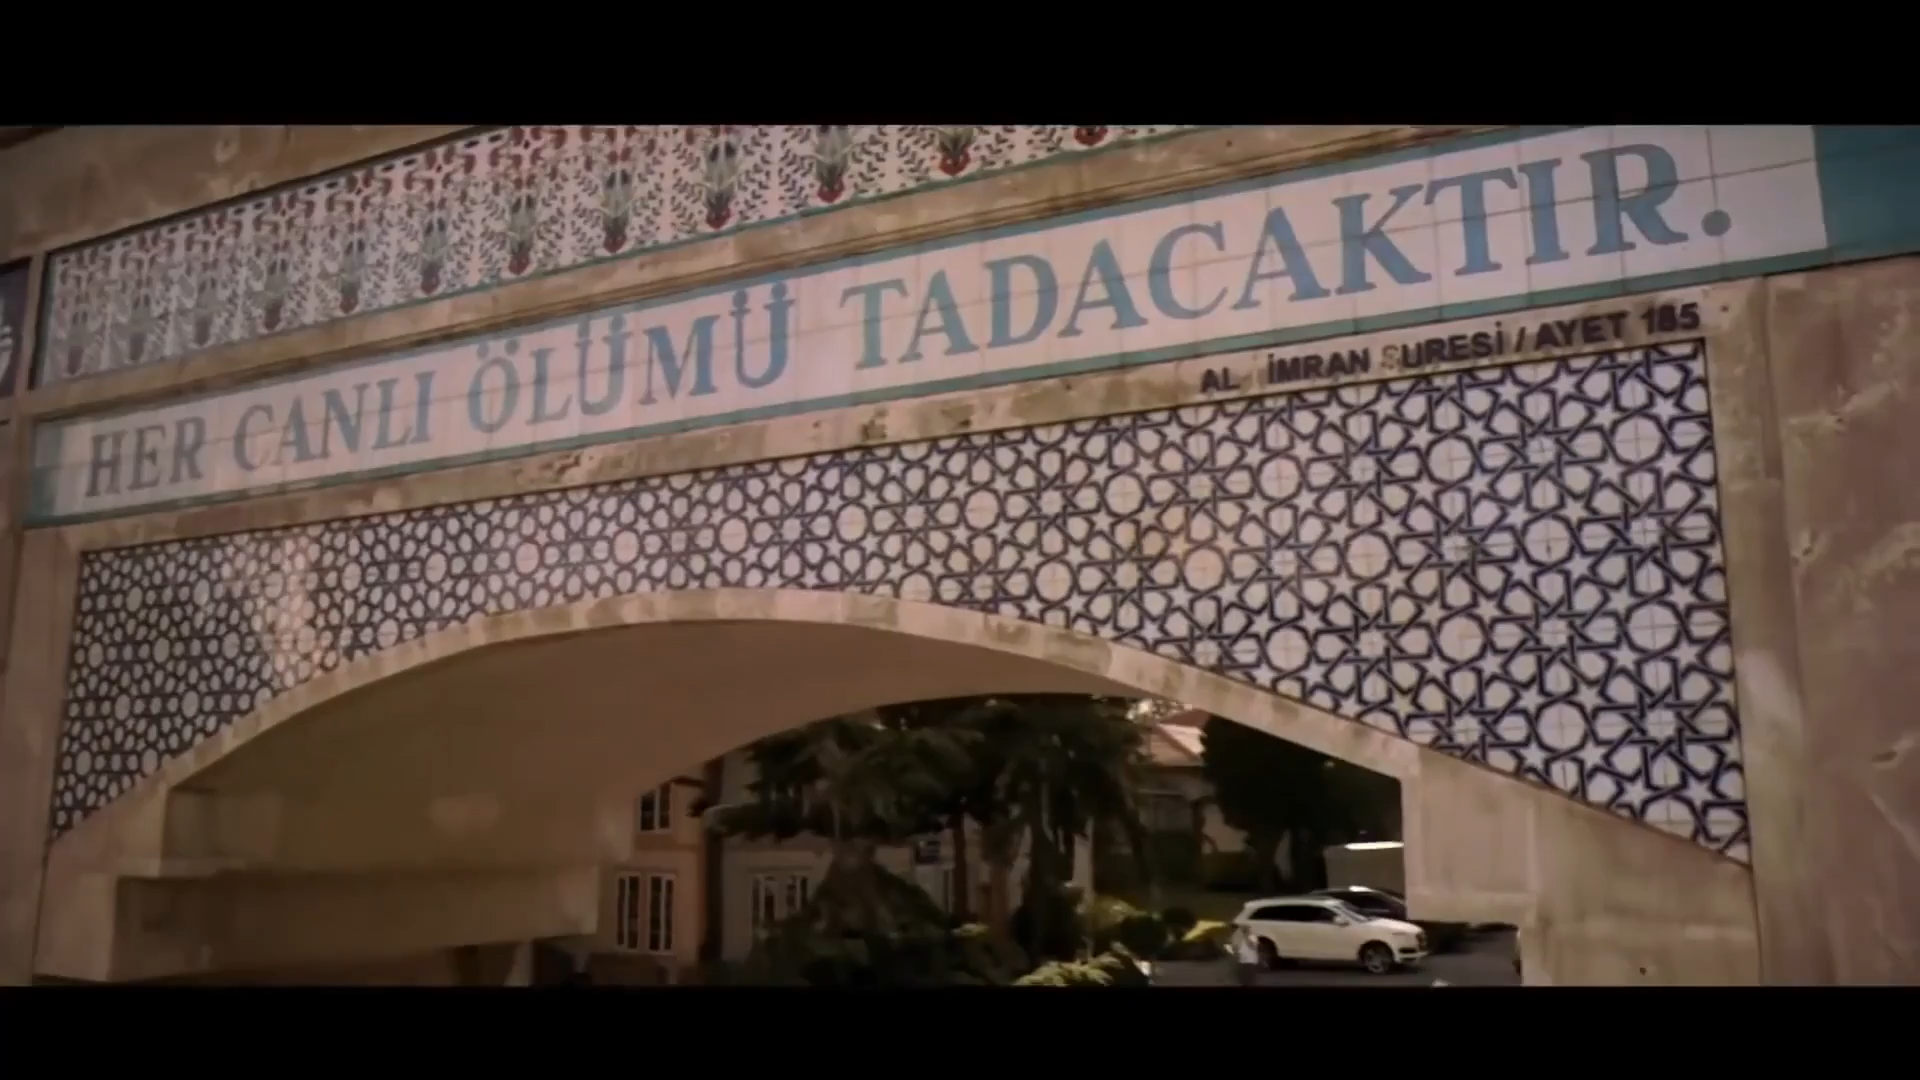 HER CANLI ÖLÜMÜ TADACAKTIR.
AL İMRAN SURESİ / AYET 185